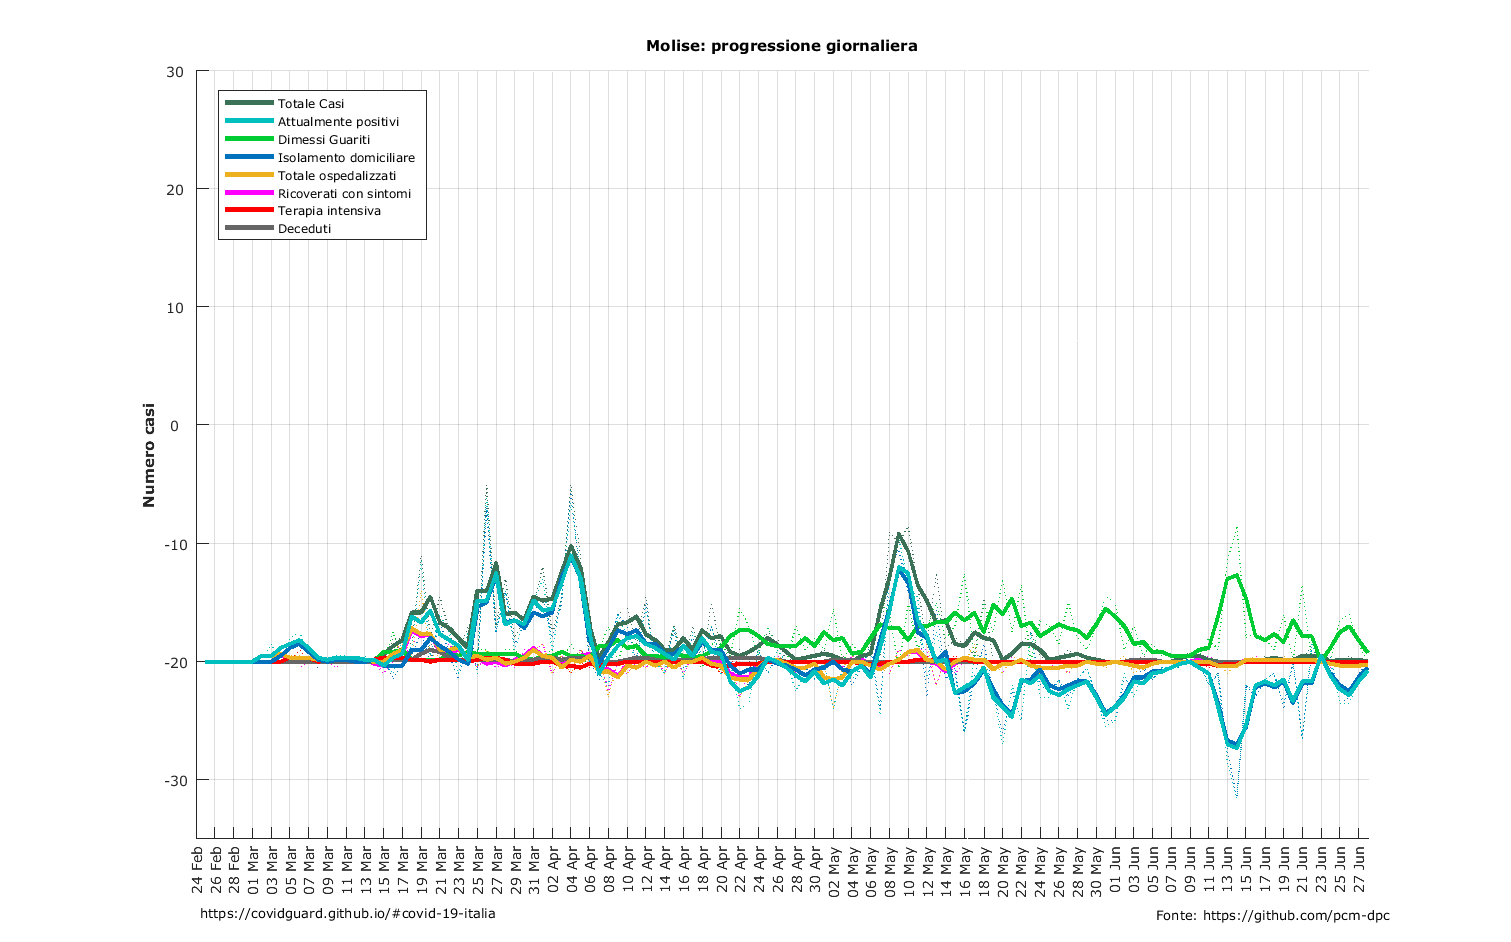 Molise: progressione giornaliera
Numero casi
30
20
10
0
-10
-20
-30
Totale Casi
Attualmente positivi
Dimessi Guariti
Isolamento domiciliare
Totale ospedalizzati
Ricoverati con sintomi
Terapia intensiva
Deceduti
24 Feb
26 Feb
28 Feb
01 Mar
03 Mar
05 Mar
07 Mar
09 Mar
11 Mar
13 Mar
15 Mar
17 Mar
19 Mar
21 Mar
23 Mar
25 Mar
27 Mar
29 Mar
31 Mar
02 Apr
04 Apr
06 Apr
08 Apr
10 Apr
12 Apr
14 Apr
16 Apr
18 Apr
20 Apr
22 Apr
24 Apr
26 Apr
28 Apr
30 Apr
02 May
04 May
06 May
08 May
10 May
12 May
14 May
16 May
18 May
20 May
22 May
24 May
26 May
28 May
30 May
01 Jun
03 Jun
05 Jun
07 Jun
09 Jun
11 Jun
13 Jun
15 Jun
17 Jun
19 Jun
21 Jun
23 Jun
25 Jun
27 Jun
https://covidguard.github.io/#covid-19-italia
Fonte: https://github.com/pcm-dpc